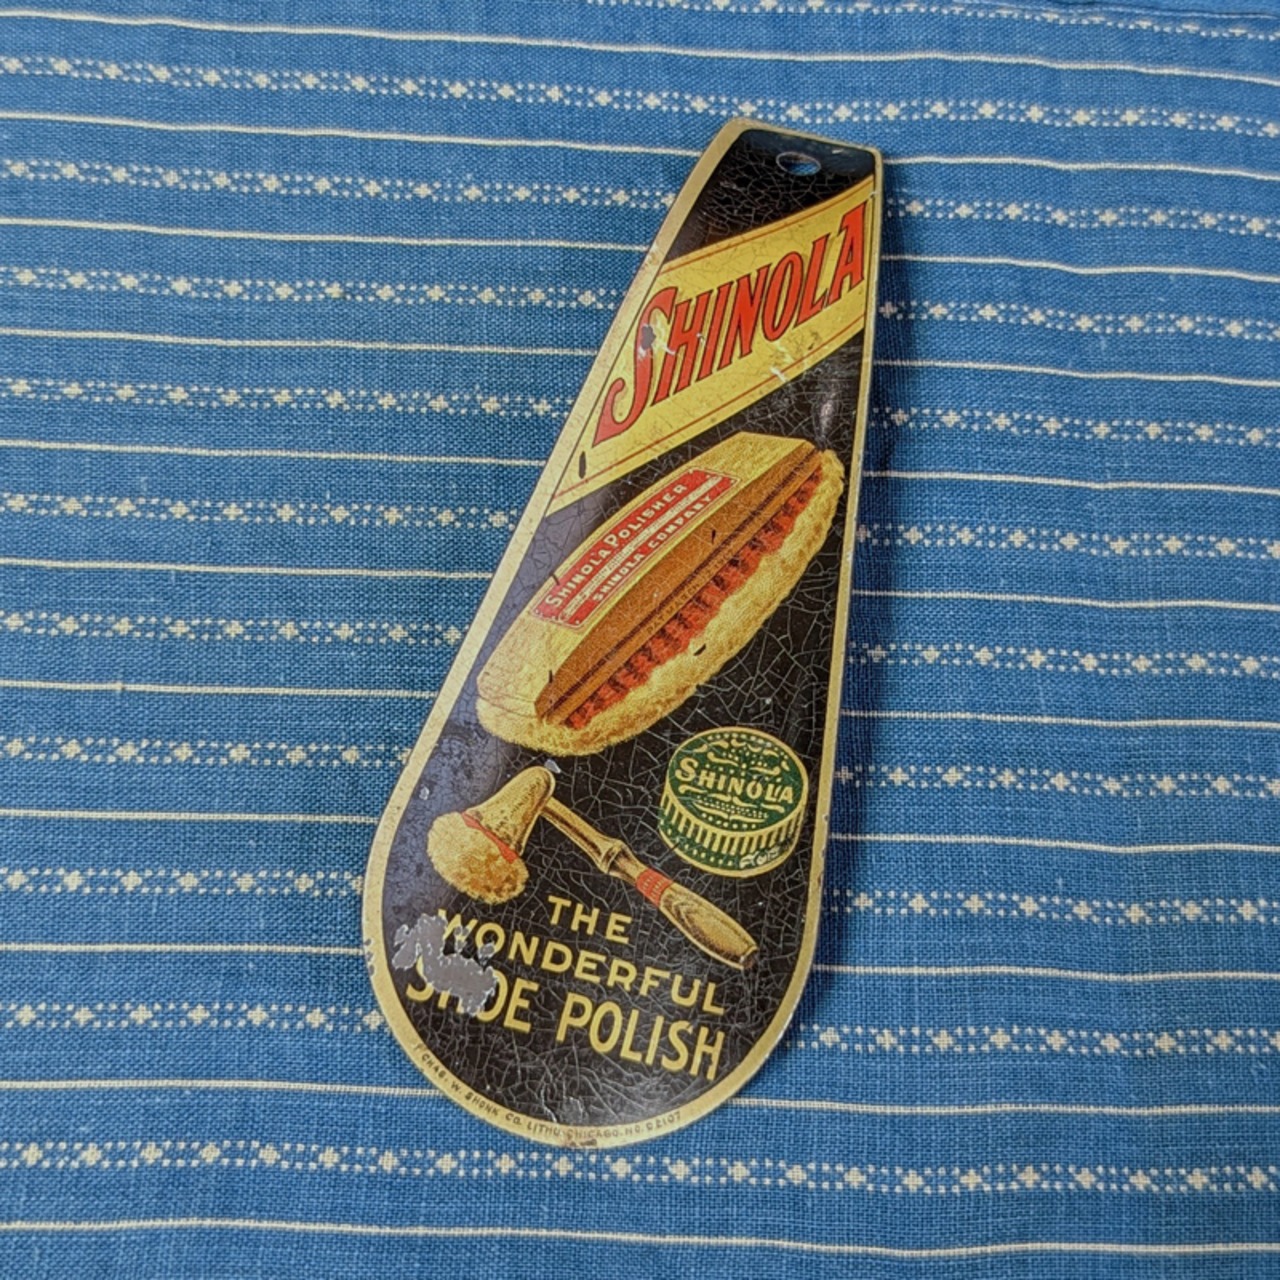 SHINOLA
SHINOLA POLISHER
SHINOLA COMPANY
SHINOLA
THE
WONDERFUL
SHOE POLISH
CHAS. W. SHONK CO. LITHO. CHICAGO. NO. C2107